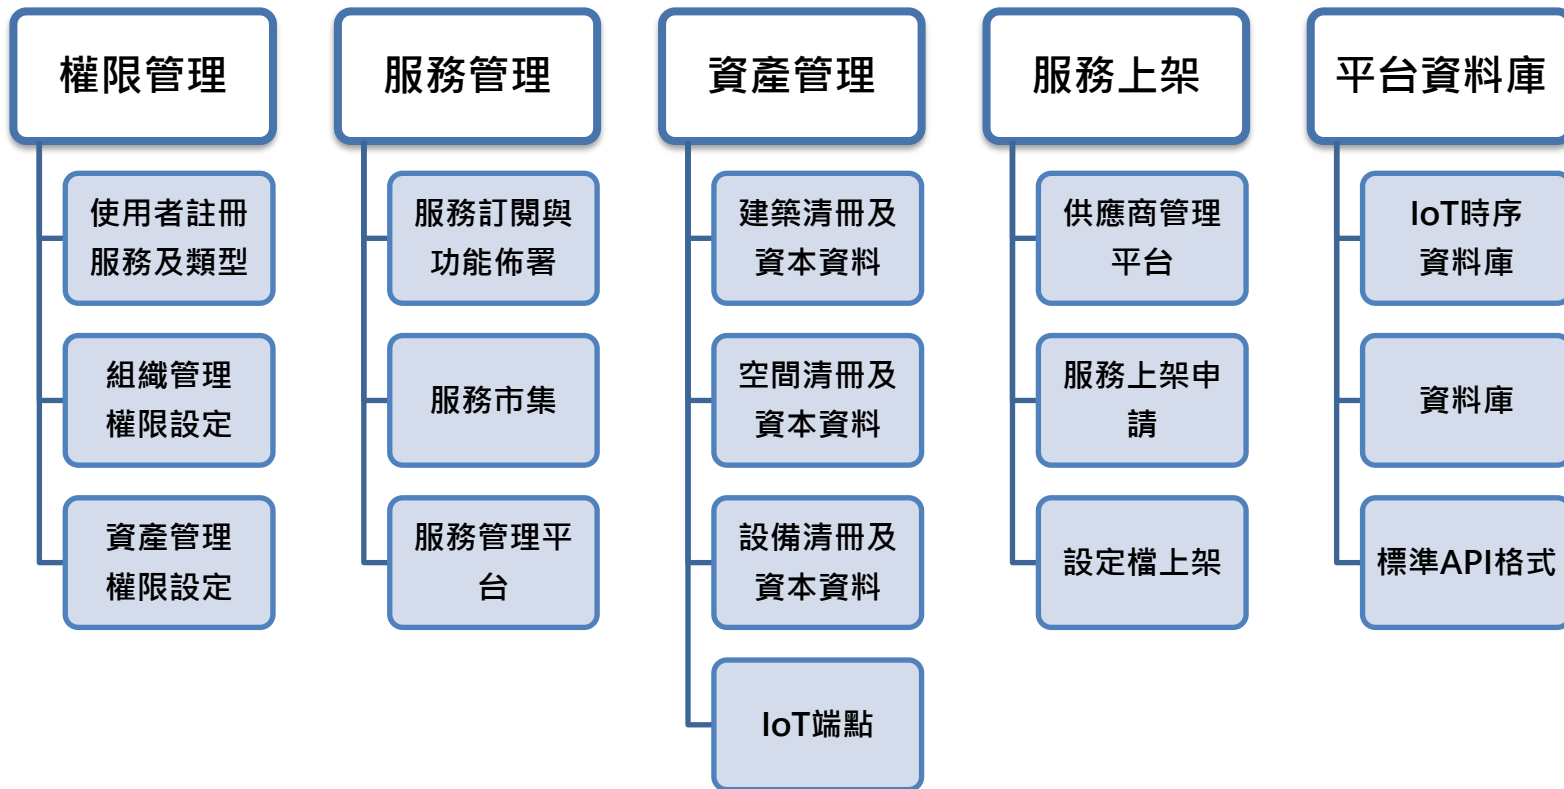 權限管理
使用者註冊
服務及類型
組織管理
權限設定
資產管理
權限設定
服務管理
服務訂閱與
功能佈署
服務市集
服務管理平
台
資產管理
建築清冊及
資本資料
空間清冊及
資本資料
設備清冊及
資本資料
IoT端點
服務上架
供應商管理
平台
服務上架申
請
設定檔上架
平台資料庫
IoT時序
資料庫
資料庫
標準API格式